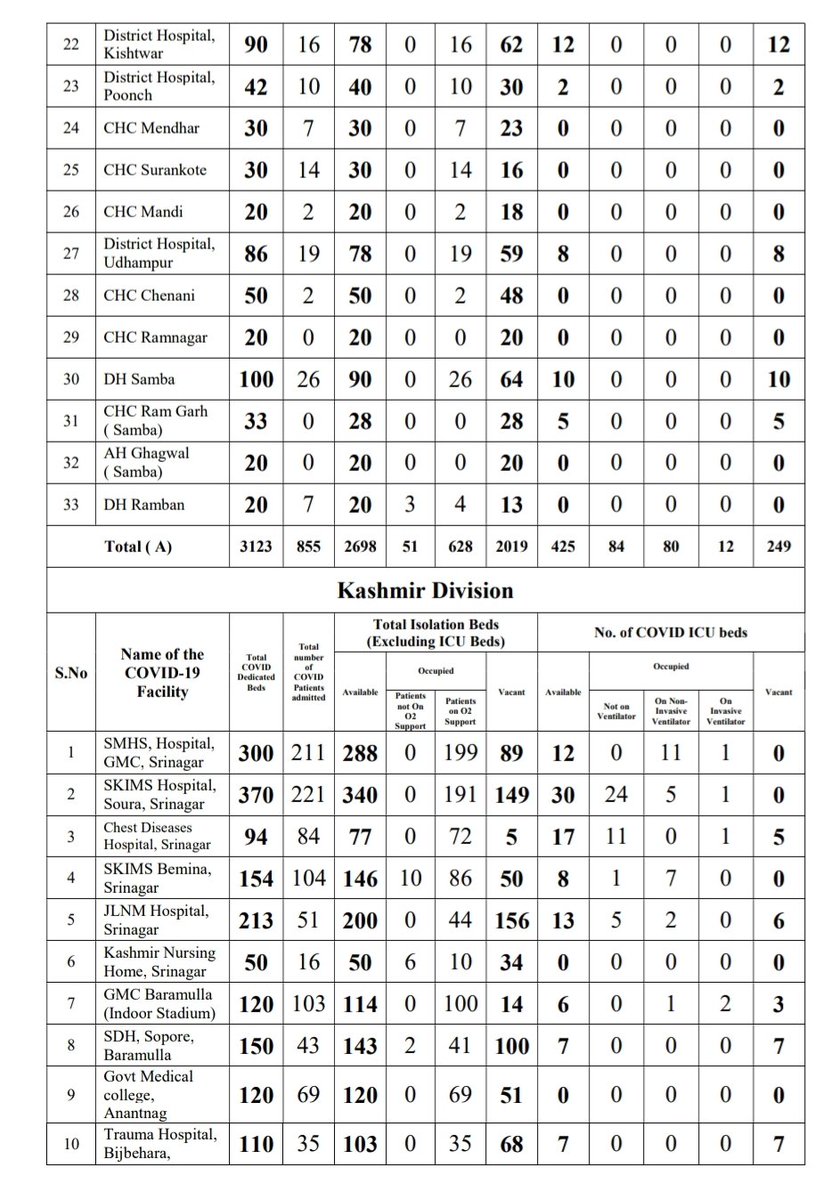 22 District Hospital, Kishtwar 90 16 78 0 16 62 12 0 0 0 12
23 District Hospital, Poonch 42 10 40 0 10 30 2 0 0 0 2
24 CHC Mendhar 30 7 30 0 7 23 0 0 0 0 0
25 CHC Surankote 30 14 30 0 14 16 0 0 0 0 0
26 CHC Mandi 20 2 20 0 2 18 0 0 0 0 0
27 District Hospital, Udhampur 86 19 78 0 19 59 8 0 0 0 8
28 CHC Chenani 50 2 50 0 2 48 0 0 0 0 0
29 CHC Ramnagar 20 0 20 0 0 20 0 0 0 0 0
30 DH Samba 100 26 90 0 26 64 10 0 0 0 10
31 CHC Ram Garh ( Samba) 33 0 28 0 0 28 5 0 0 0 5
32 AH Ghagwal ( Samba) 20 0 20 0 0 20 0 0 0 0 0
33 DH Ramban 20 7 20 3 4 13 0 0 0 0 0
Total ( A) 3123 855 2698 51 628 2019 425 84 80 12 249
Kashmir Division
S.No
Name of the COVID-19 Facility
Total COVID Dedicated Beds
Total number of COVID Patients admitted
Total Isolation Beds (Excluding ICU Beds)
No. of COVID ICU beds
Available
Occupied
Vacant
Available
Occupied
Vacant
Patients not On O2 Support
Patients on O2 Support
Not on Ventilator
On Non-Invasive Ventilator
On Invasive Ventilator
1 SMHS, Hospital, GMC, Srinagar 300 211 288 0 199 89 12 0 11 1 0
2 SKIMS Hospital, Soura, Srinagar 370 221 340 0 191 149 30 24 5 1 0
3 Chest Diseases Hospital, Srinagar 94 84 77 0 72 5 17 11 0 1 5
4 SKIMS Bemina, Srinagar 154 104 146 10 86 50 8 1 7 0 0
5 JLNM Hospital, Srinagar 213 51 200 0 44 156 13 5 2 0 6
6 Kashmir Nursing Home, Srinagar 50 16 50 6 10 34 0 0 0 0 0
7 GMC Baramulla (Indoor Stadium) 120 103 114 0 100 14 6 0 1 2 3
8 SDH, Sopore, Baramulla 150 43 143 2 41 100 7 0 0 0 7
9 Govt Medical college, Anantnag 120 69 120 0 69 51 0 0 0 0 0
10 Trauma Hospital, Bijbehara, 110 35 103 0 35 68 7 0 0 0 7